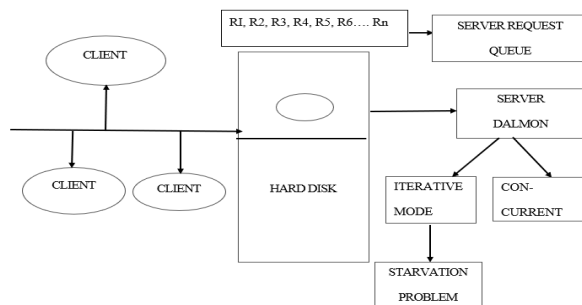 RI, R2, R3, R4, R5, R6…. Rn
SERVER REQUEST
QUEUE
CLIENT
SERVER
DALMON
CLIENT
CLIENT
HARD DISK
ITERATIVE
MODE
CON-
CURRENT
STARVATION
PROBLEM